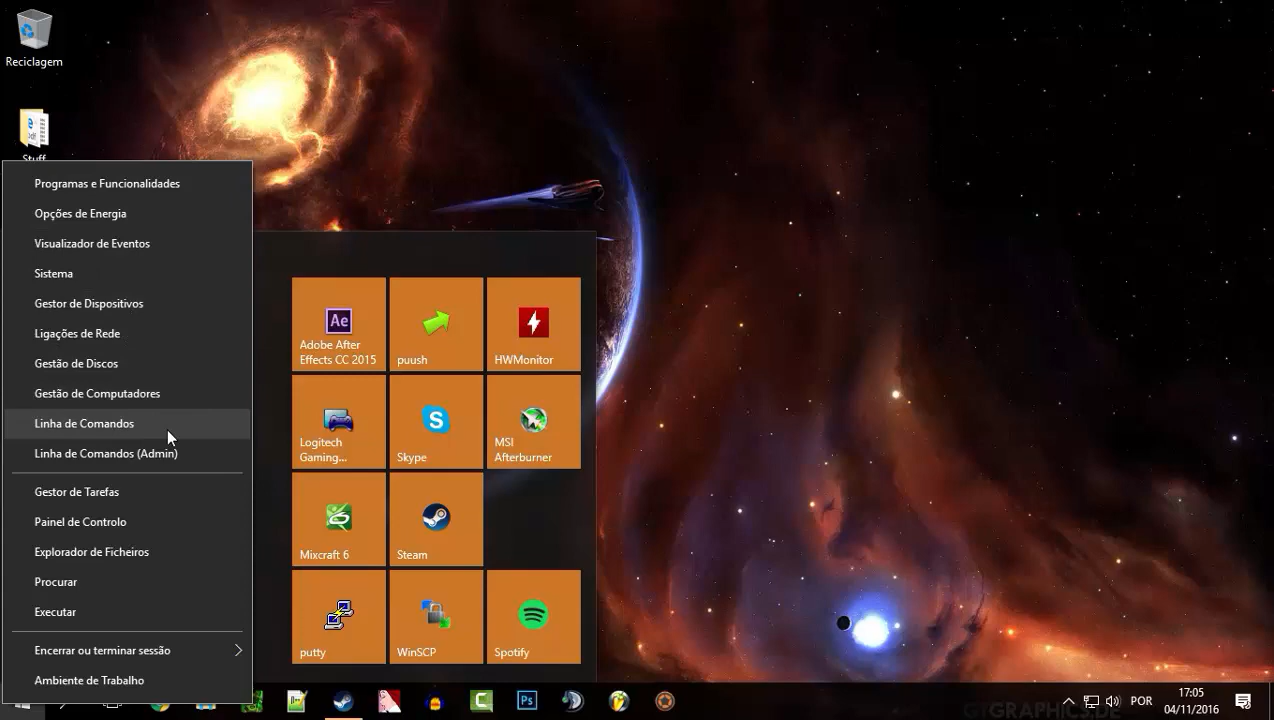 Reciclagem
Stuff
Programas e Funcionalidades
Opções de Energia
Visualizador de Eventos
Sistema
Gestor de Dispositivos
Ligações de Rede
Gestão de Discos
Gestão de Computadores
Linha de Comandos
Linha de Comandos (Admin)
Gestor de Tarefas
Painel de Controlo
Explorador de Ficheiros
Procurar
Executar
Encerrar ou terminar sessão
Ambiente de Trabalho
Ae
Adobe After
Effects CC 2015
puush
HWMonitor
Logitech
Gaming...
Skype
MSI
Afterburner
Mixcraft 6
Steam
putty
WinSCP
Spotify
Ps
POR
17:05
04/11/2016